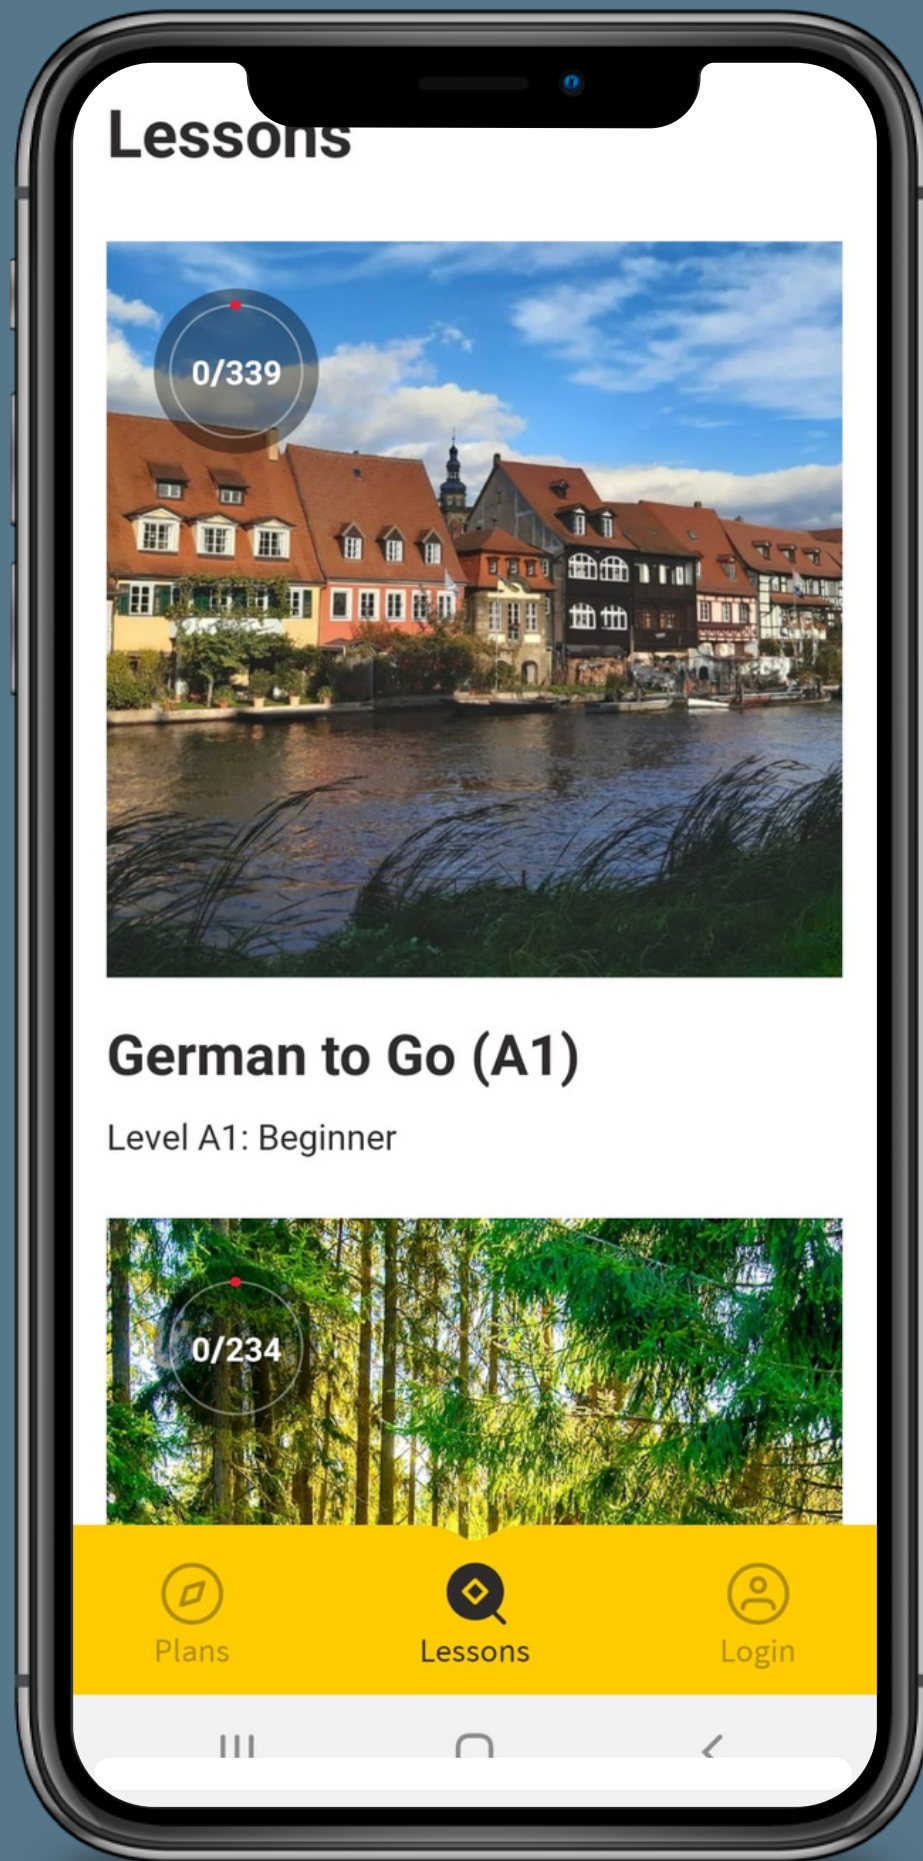 Lessons
0/339
German to Go (A1)
Level A1: Beginner
0/234
Plans
Lessons
Login